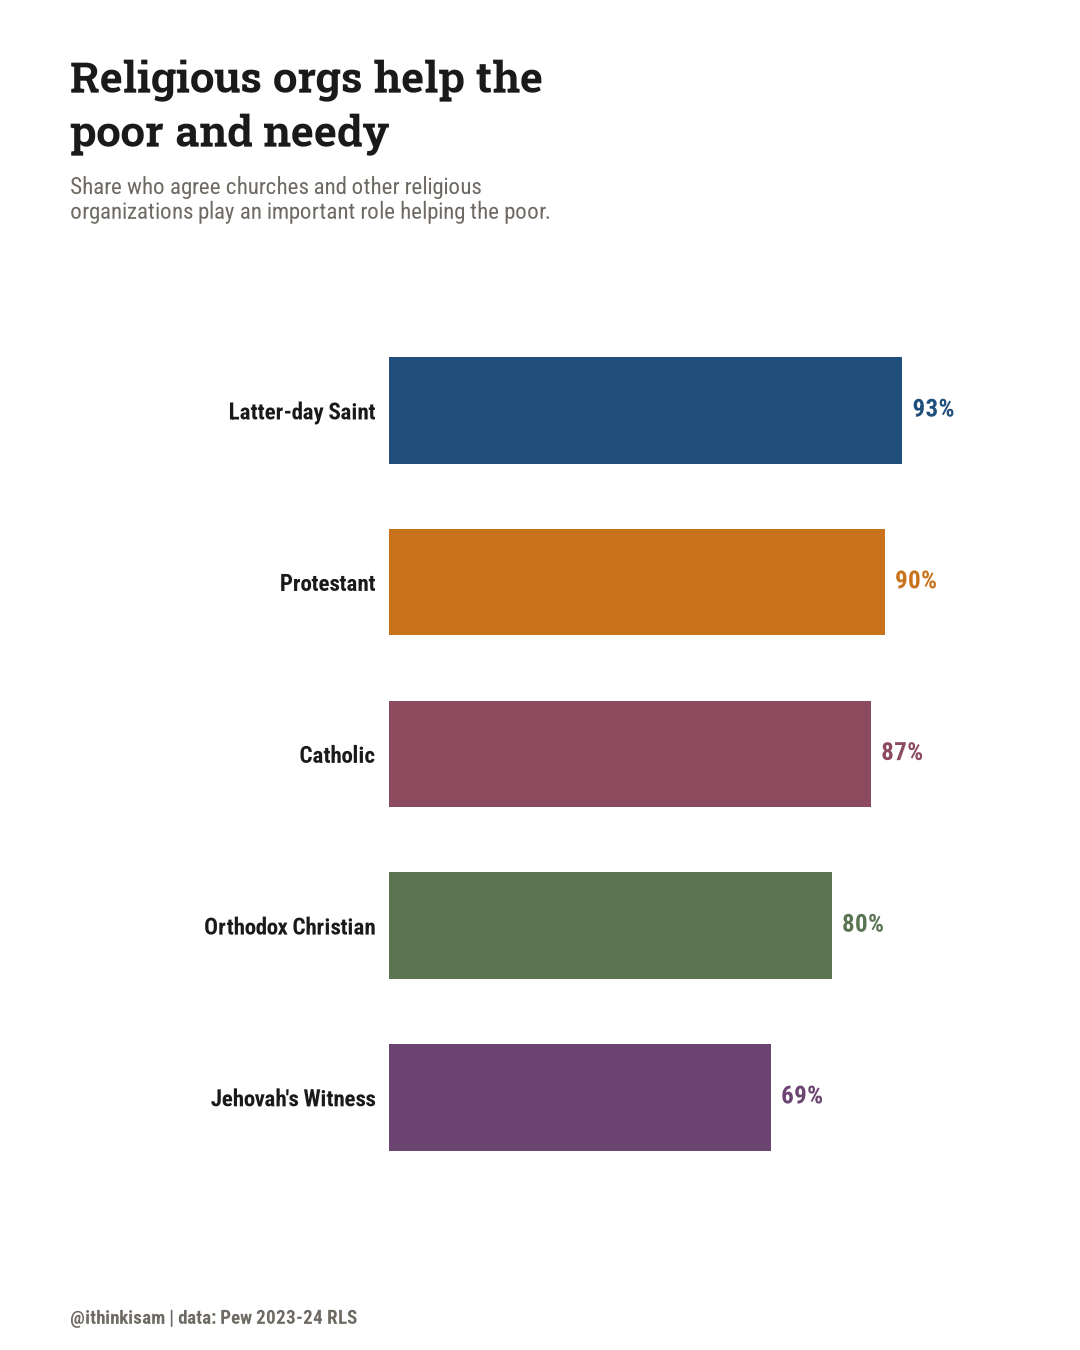 Religious orgs help the
poor and needy
Share who agree churches and other religious
organizations play an important role helping the poor.
Latter-day Saint 93%
Protestant 90%
Catholic 87%
Orthodox Christian 80%
Jehovah's Witness 69%
@ithinkisam | data: Pew 2023-24 RLS